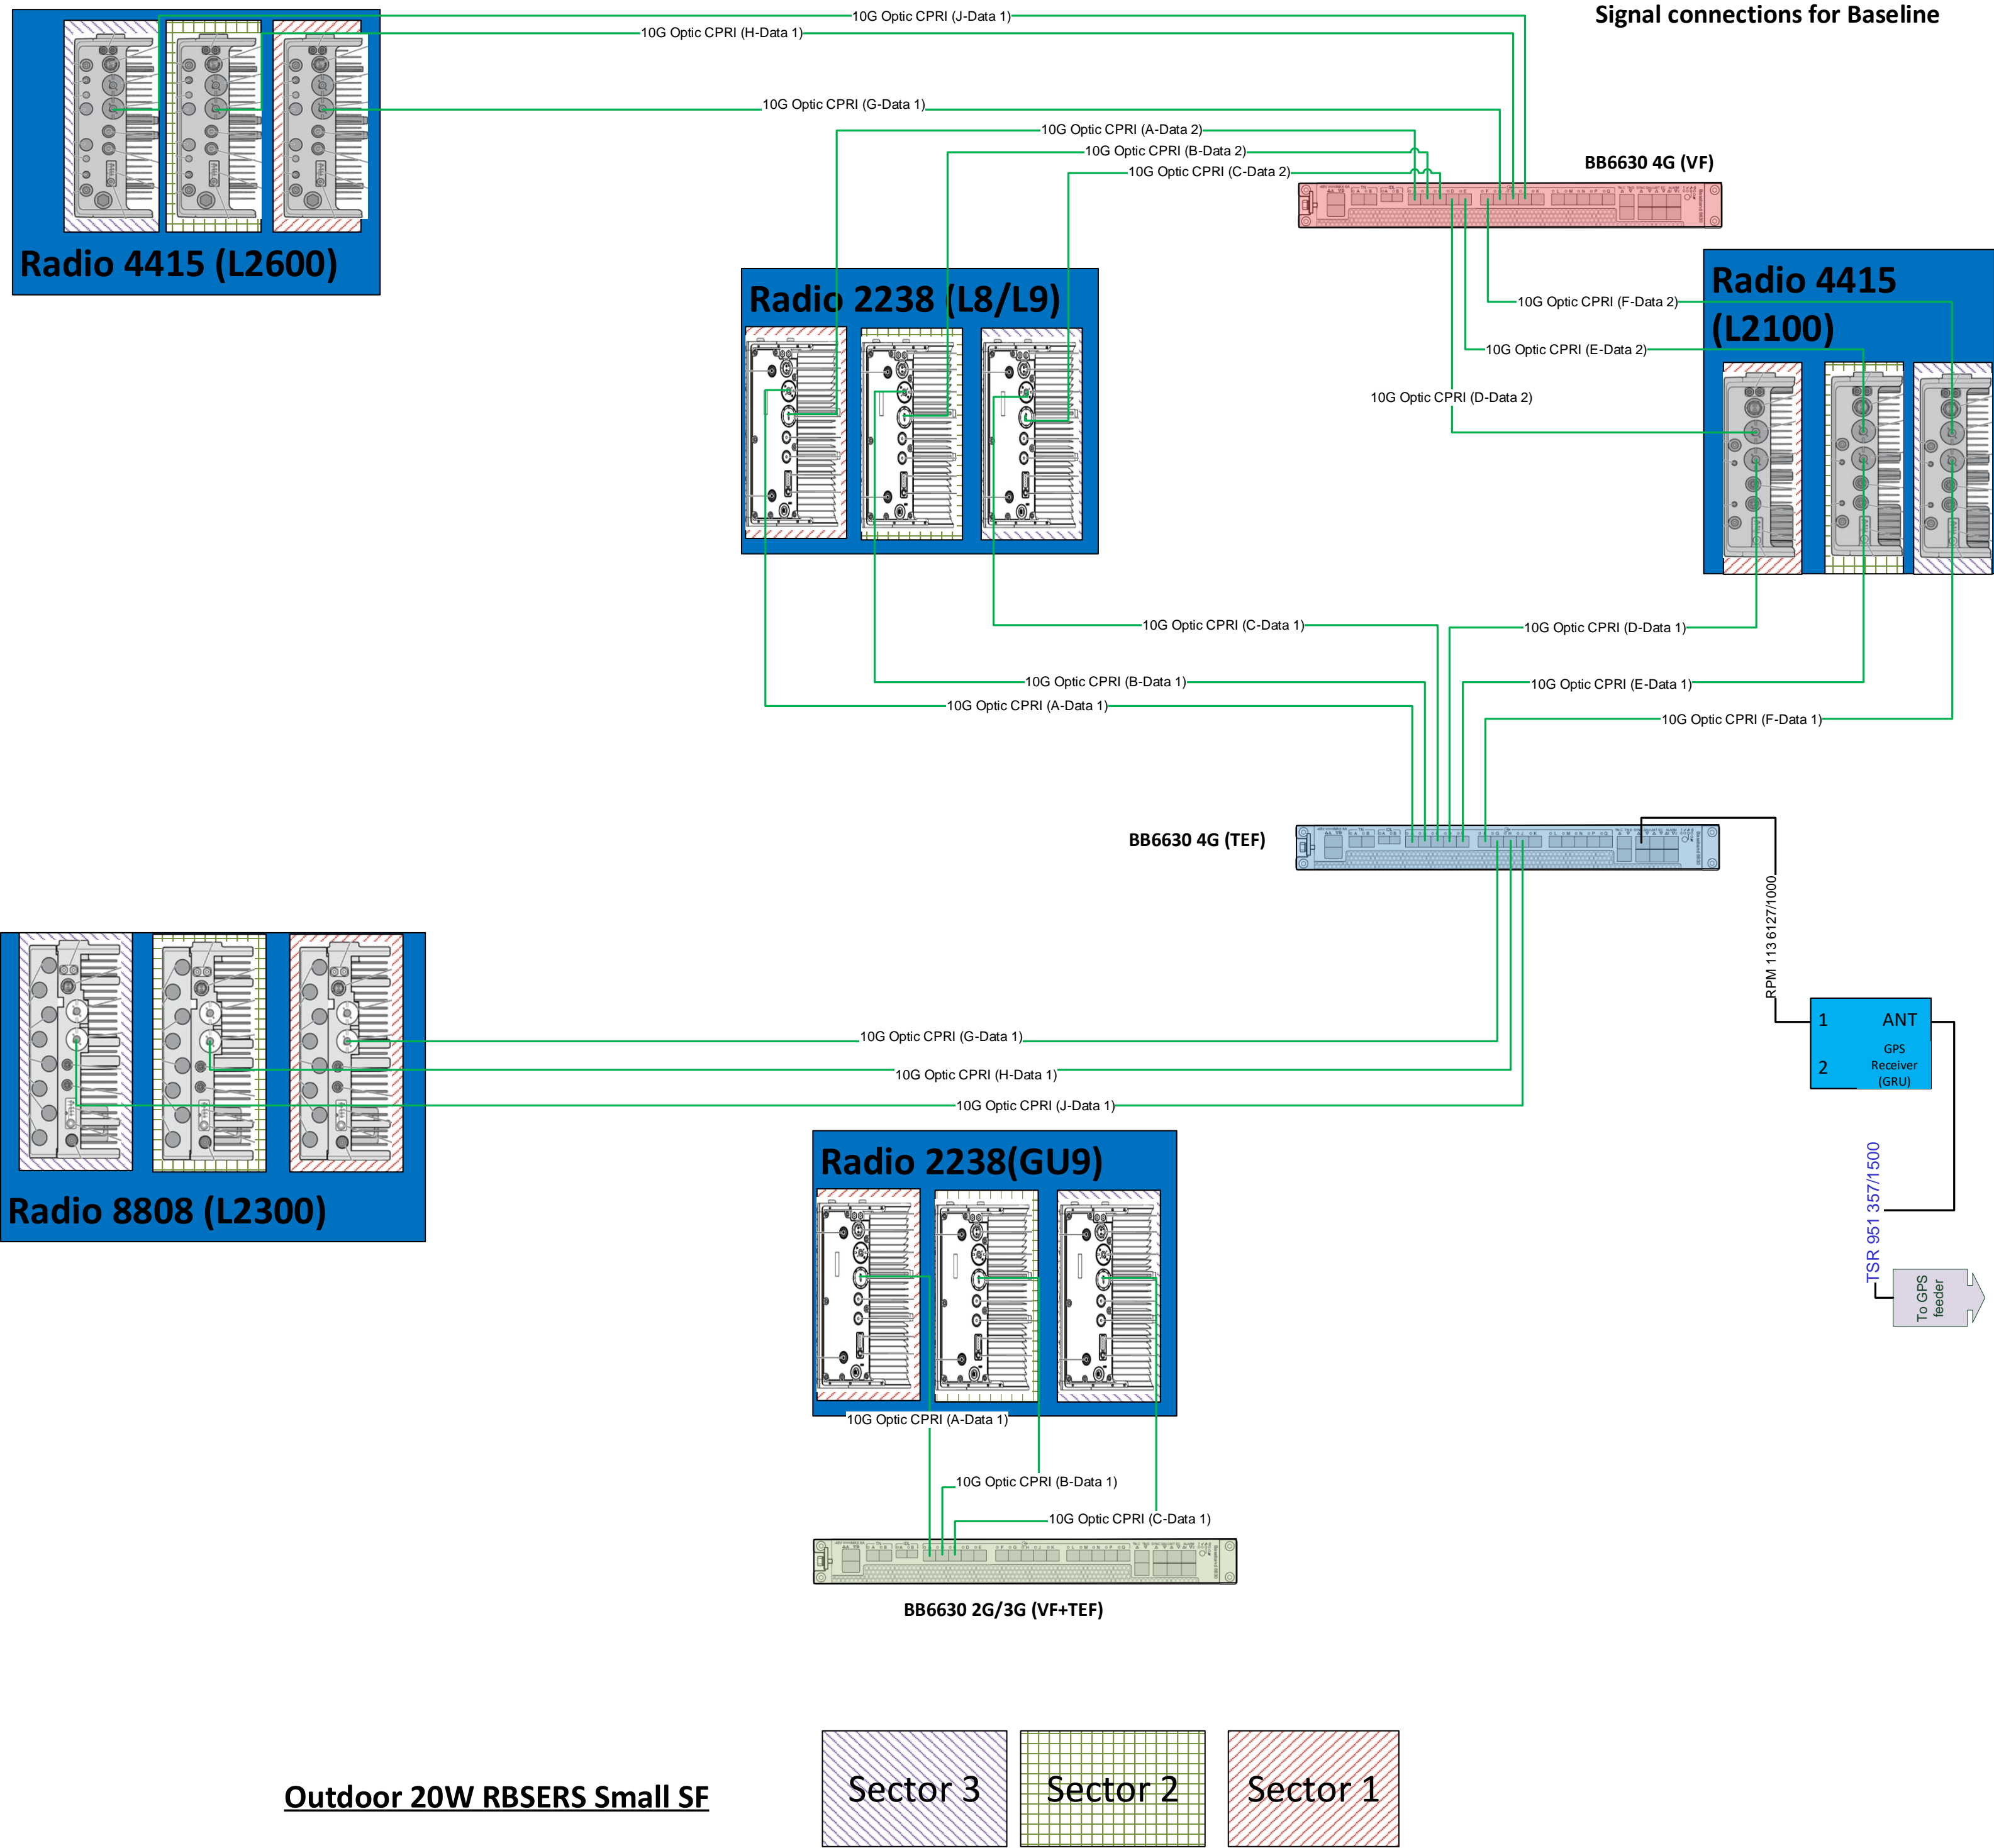 Signal connections for Baseline
10G Optic CPRI (J-Data 1)
10G Optic CPRI (H-Data 1)
10G Optic CPRI (G-Data 1)
10G Optic CPRI (A-Data 2)
10G Optic CPRI (B-Data 2)
10G Optic CPRI (C-Data 2)
BB6630 4G (VF)
Radio 4415 (L2600)
Radio 2238 (L8/L9)
Radio 4415
(L2100)
10G Optic CPRI (F-Data 2)
10G Optic CPRI (E-Data 2)
10G Optic CPRI (D-Data 2)
10G Optic CPRI (C-Data 1)
10G Optic CPRI (D-Data 1)
10G Optic CPRI (B-Data 1)
10G Optic CPRI (E-Data 1)
10G Optic CPRI (A-Data 1)
10G Optic CPRI (F-Data 1)
BB6630 4G (TEF)
RPM 113 6127/1000
1 ANT
GPS
2 Receiver
(GRU)
10G Optic CPRI (G-Data 1)
10G Optic CPRI (H-Data 1)
10G Optic CPRI (J-Data 1)
Radio 8808 (L2300)
Radio 2238(GU9)
TSR 951 357/1500
To GPS
feeder
10G Optic CPRI (A-Data 1)
10G Optic CPRI (B-Data 1)
10G Optic CPRI (C-Data 1)
BB6630 2G/3G (VF+TEF)
Outdoor 20W RBSERS Small SF
Sector 3
Sector 2
Sector 1